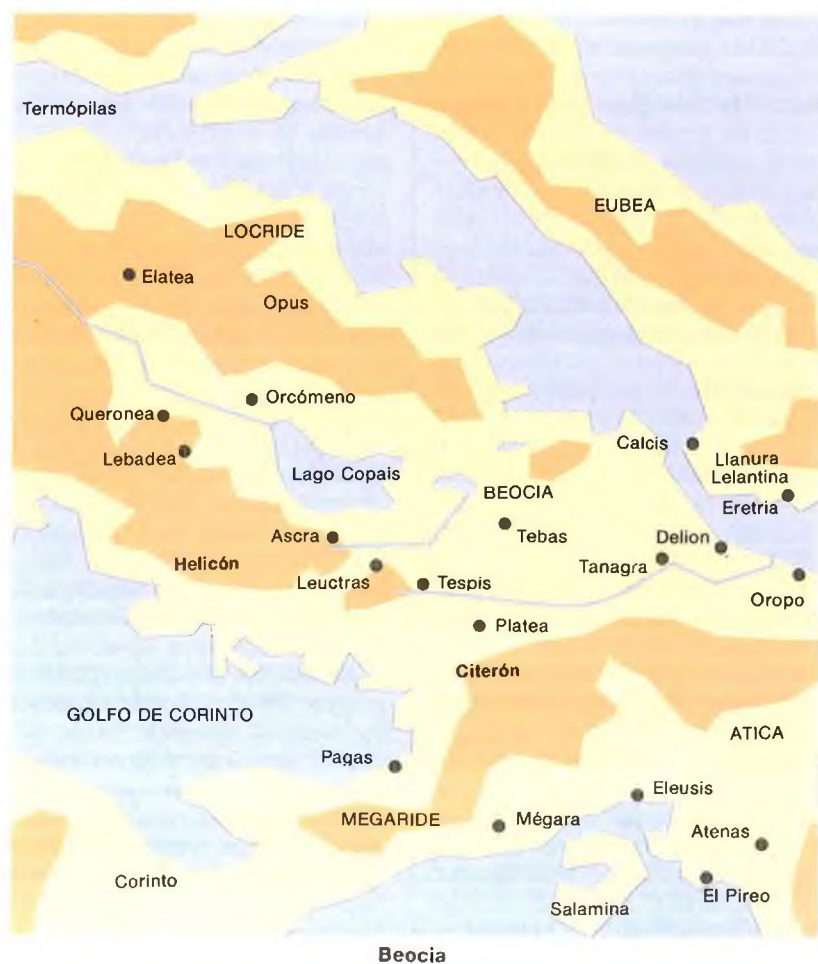 Termópilas
EUBEA
LOCRIDE
Elatea
Opus
Orcómeno
Queronea
Lebadea
Lago Copais
Calcis
Llanura
Lelantina
Eretria
BEOCIA
Tebas
Ascra
Delion
Helicón
Leuctras
Tespis
Tanagra
Oropo
Platea
Citerón
GOLFO DE CORINTO
ATICA
Pagas
Eleusis
MEGARIDE
Mégara
Atenas
Corinto
Salamina
El Pireo
Beocia